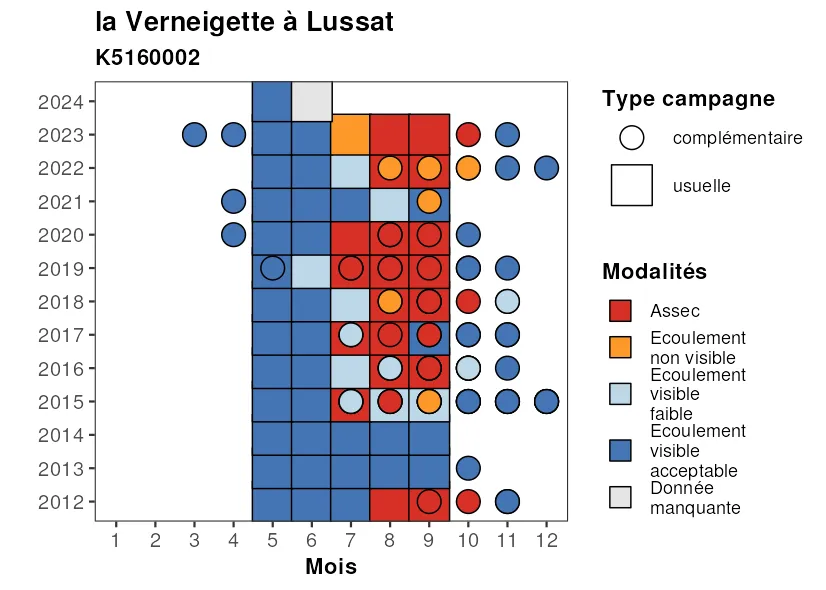 la Verneigette à Lussat
K5160002
2024
2023
2022
2021
2020
2019
2018
2017
2016
2015
2014
2013
2012
1 2 3 4 5 6 7 8 9 10 11 12
Mois
Type campagne
complémentaire
usuelle
Modalités
Assec
Ecoulement
non visible
Ecoulement
visible
faible
Ecoulement
visible
acceptable
Donnée
manquante